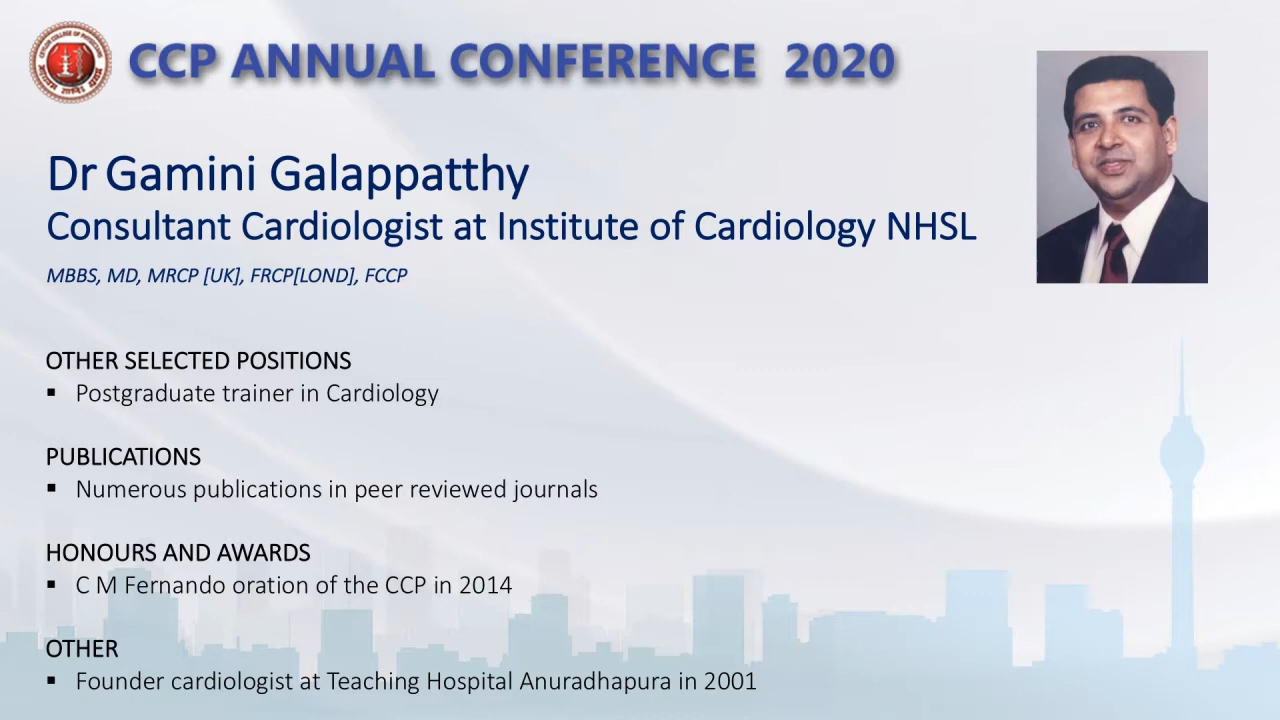 CCP ANNUAL CONFERENCE 2020
Dr Gamini Galappatthy
Consultant Cardiologist at Institute of Cardiology NHSL
MBBS, MD, MRCP [UK], FRCP[LOND], FCCP
OTHER SELECTED POSITIONS
▪ Postgraduate trainer in Cardiology
PUBLICATIONS
▪ Numerous publications in peer reviewed journals
HONOURS AND AWARDS
▪ C M Fernando oration of the CCP in 2014
OTHER
▪ Founder cardiologist at Teaching Hospital Anuradhapura in 2001